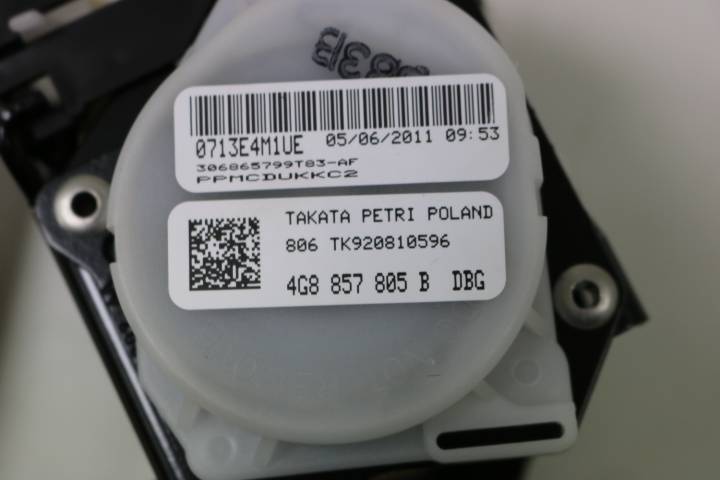 0713E4M1UE 05/06/2011 09:53
306865799T83-AF
PPMCDUKKC2
TAKATA PETRI POLAND
806 TK920810596
4G8 857 805 B DBG